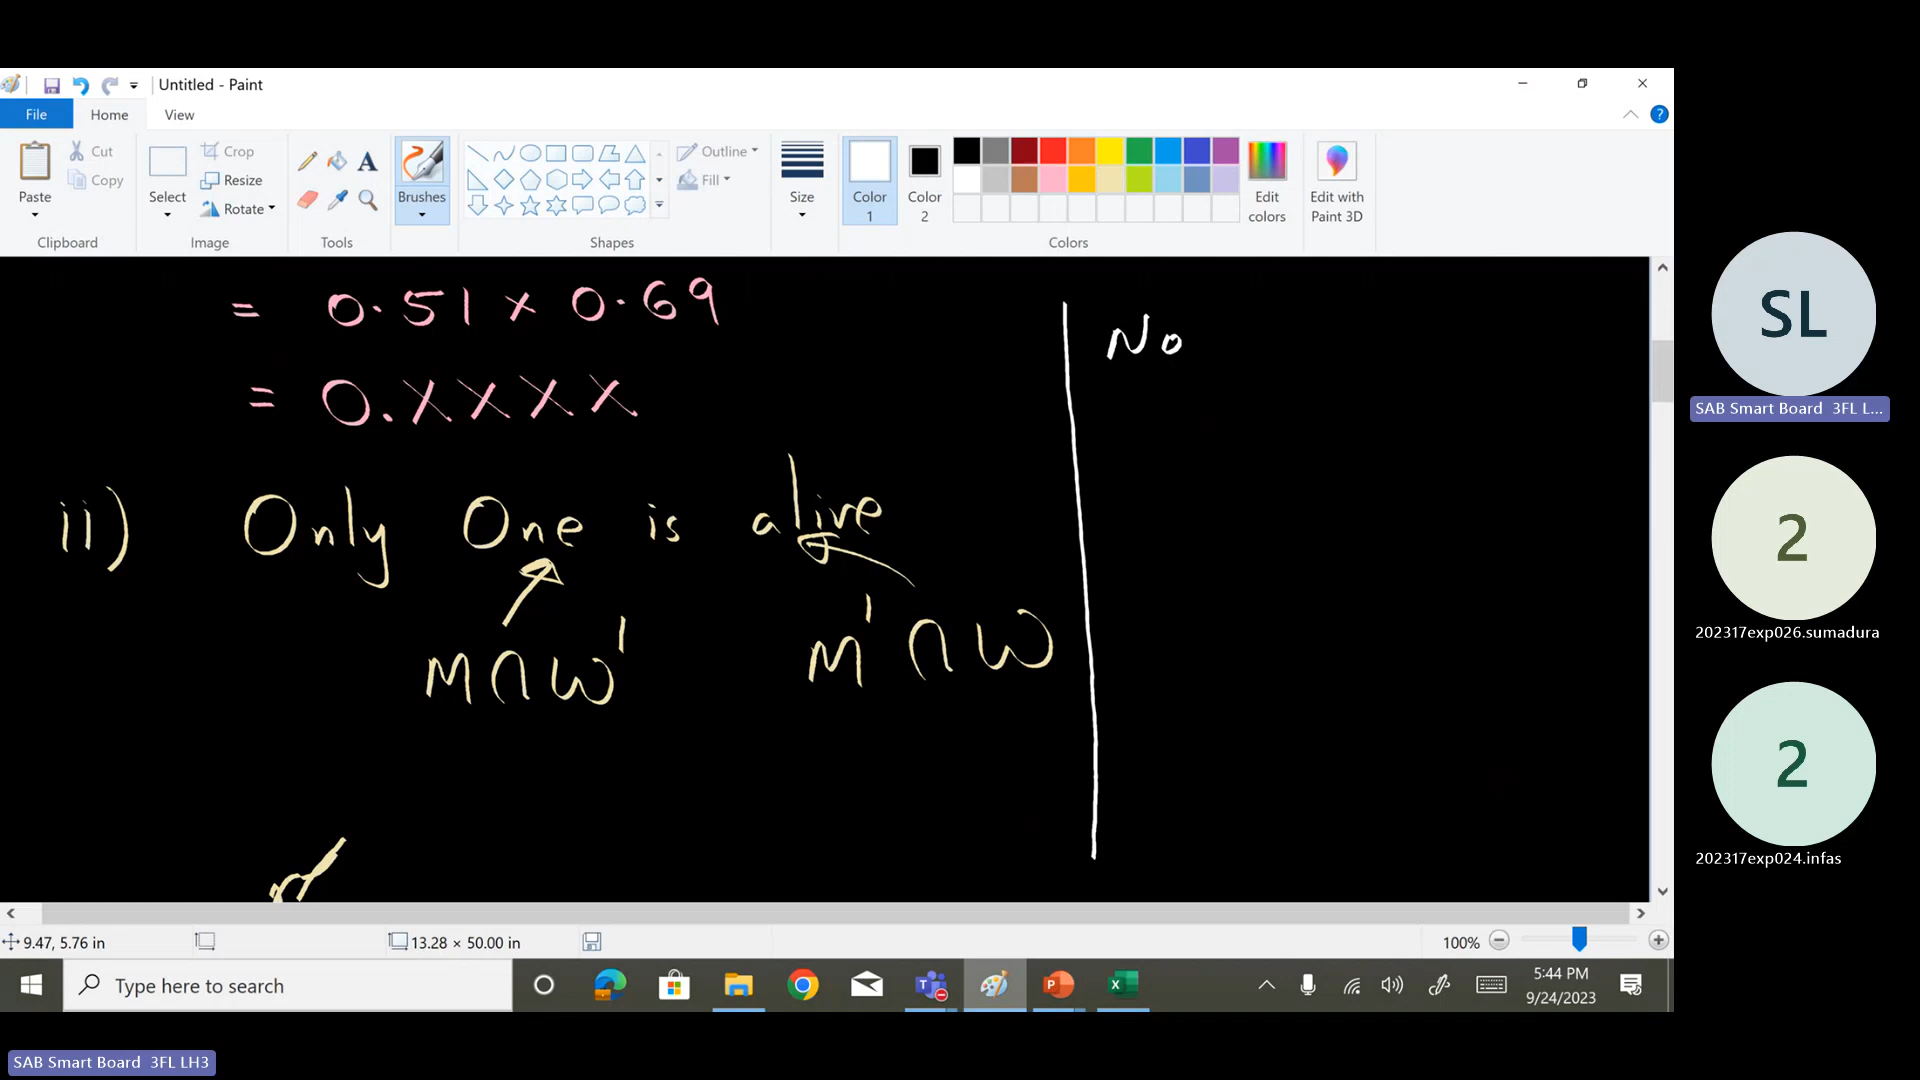 Untitled - Paint
File Home View
Paste
Cut
Copy
Clipboard
Select
Crop
Resize
Rotate
Image
Tools
Brushes
Shapes
Outline
Fill
Size
Color 1
Color 2
Edit colors
Edit with Paint 3D
Colors
= 0.51 × 0.69
= 0.XXXX
No
ii) Only One is alive
M∩W' M'∩W
9.47, 5.76 in
13.28 × 50.00 in
100%
Type here to search
5:44 PM
9/24/2023
SL
SAB Smart Board 3FL L...
2
202317exp026.sumadura
2
202317exp024.infas
SAB Smart Board 3FL LH3